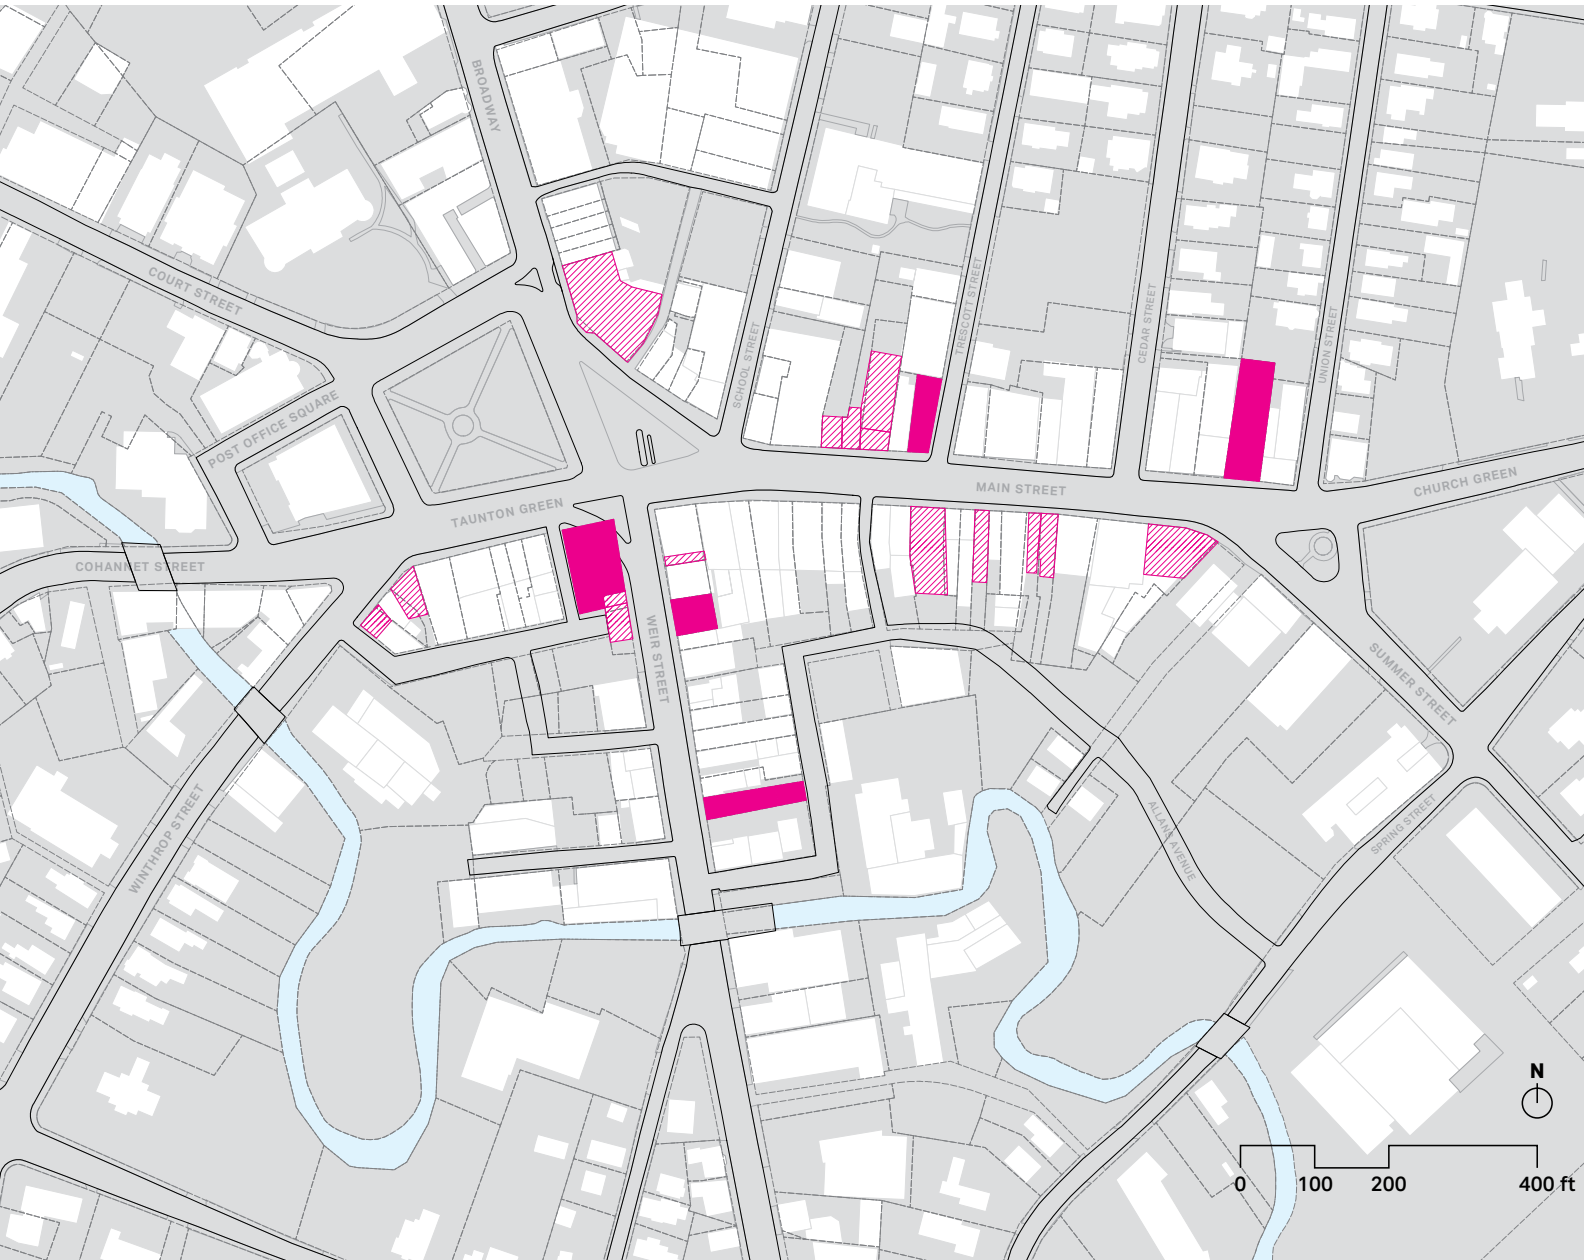 BROADWAY
COURT STREET
POST OFFICE SQUARE
TAUNTON GREEN
COHANNET STREET
WINTHROP STREET
WEIR STREET
SCHOOL STREET
TRESCOTT STREET
CEDAR STREET
UNION STREET
MAIN STREET
CHURCH GREEN
SUMMER STREET
SPRING STREET
ALLANS AVENUE
N
0 100 200 400 ft